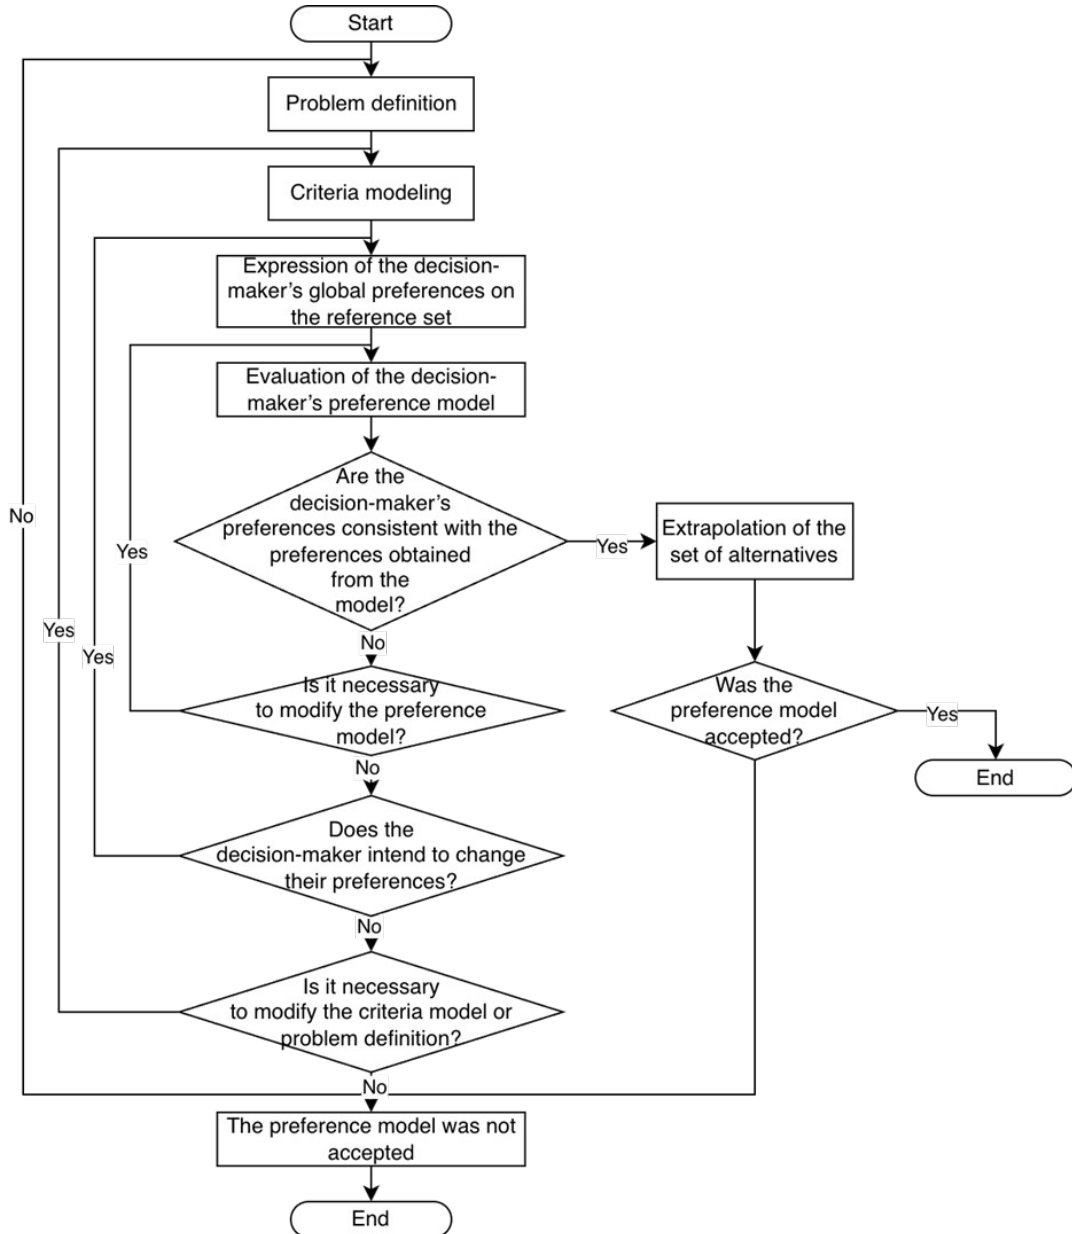 Start
Problem definition
Criteria modeling
Expression of the decision-
maker’s global preferences on
the reference set
Evaluation of the decision-
maker’s preference model
Are the
decision-maker’s
preferences consistent with the
preferences obtained
from the
model?
Yes
Extrapolation of the
set of alternatives
No
Yes
Yes
Yes
No
Is it necessary
to modify the preference
model?
Was the
preference model
accepted?
Yes
End
No
Does the
decision-maker intend to change
their preferences?
No
Is it necessary
to modify the criteria model or
problem definition?
No
The preference model was not
accepted
End